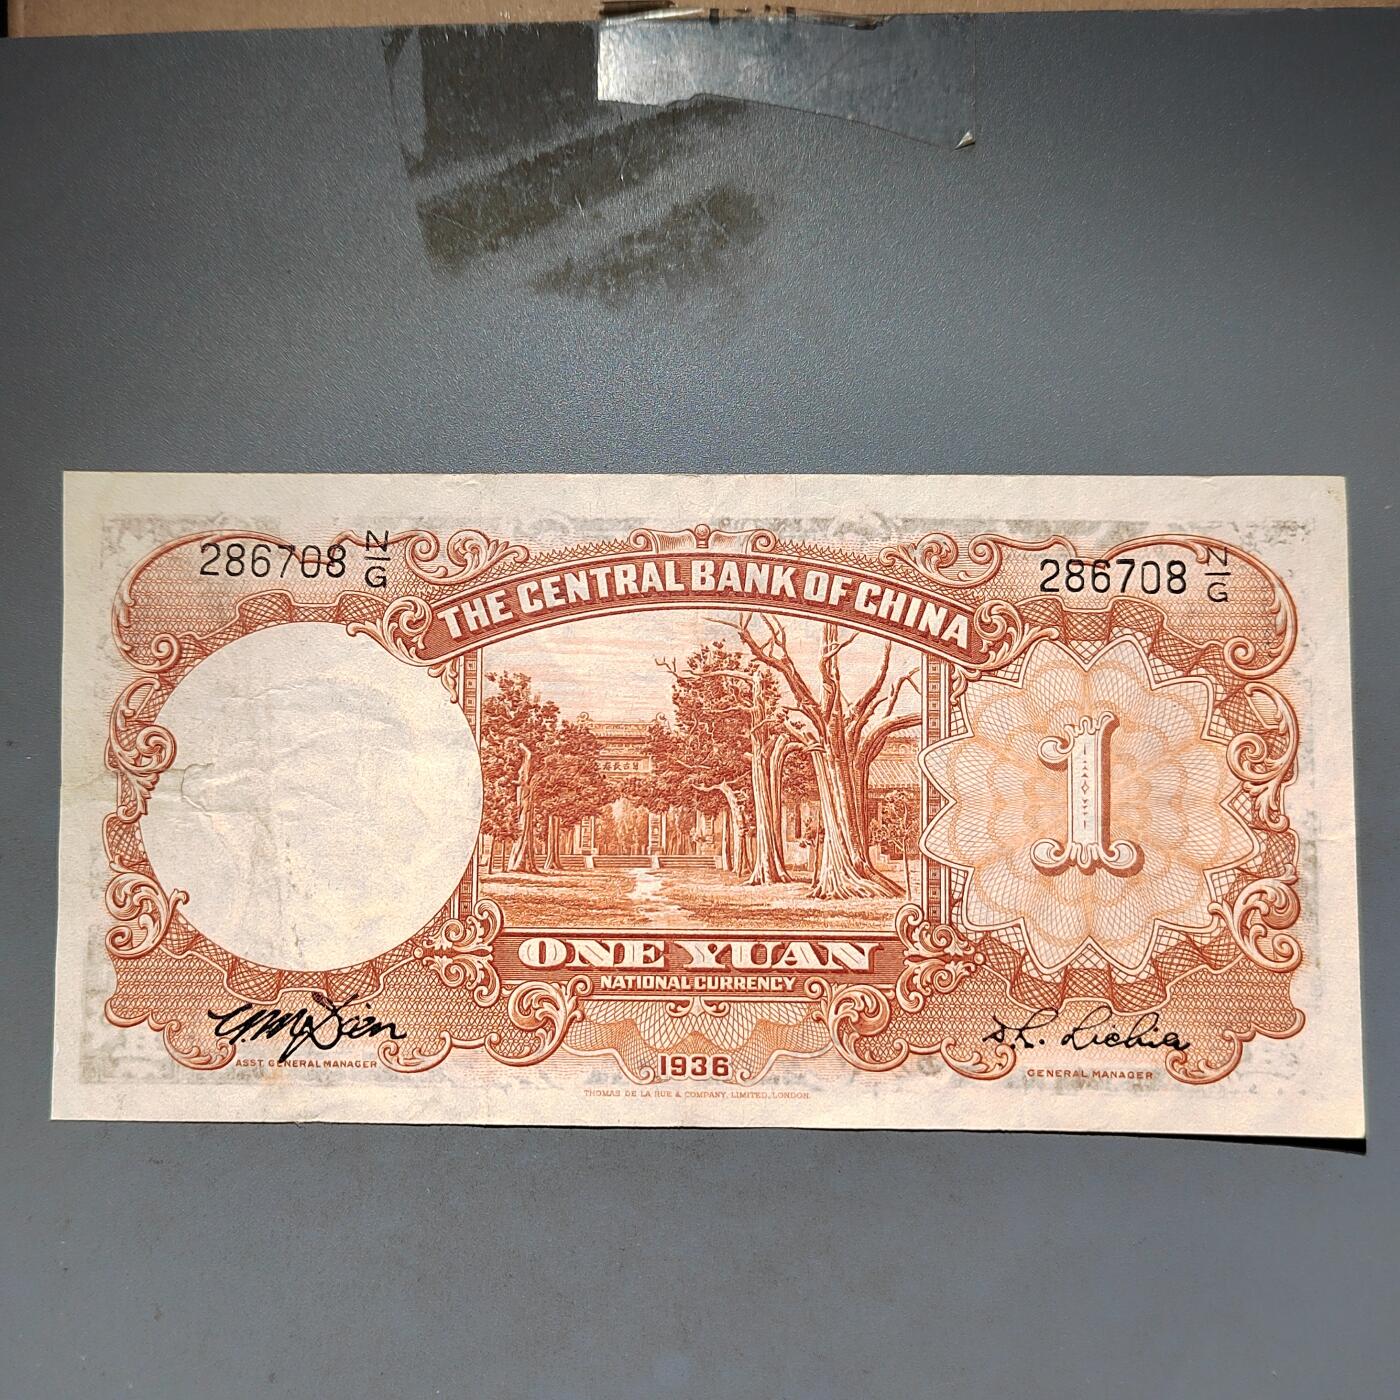 286708 N/G
286708 N/G
THE CENTRAL BANK OF CHINA
1
ONE YUAN
NATIONAL CURRENCY
ASST. GENERAL MANAGER
1936
GENERAL MANAGER
THOMAS DE LA RUE & COMPANY, LIMITED, LONDON.